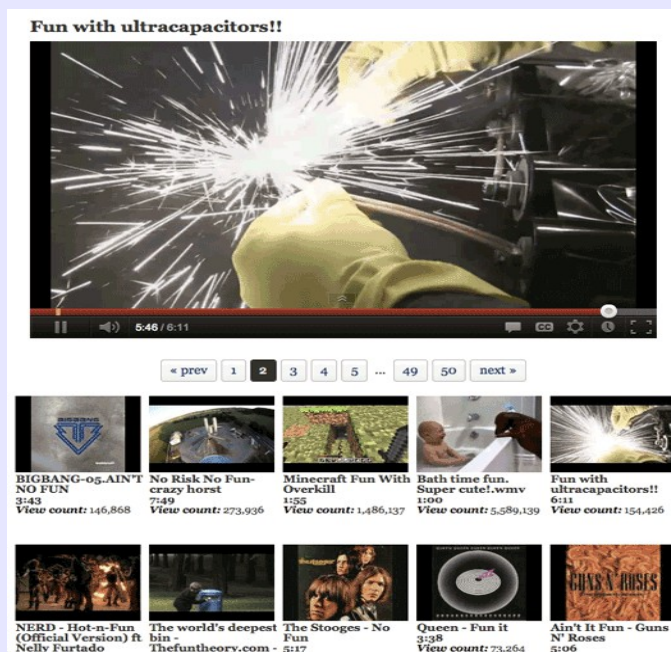 Fun with ultracapacitors!!
CC
5:46 / 6:11
« prev 1 2 3 4 5 ... 49 50 next »
BIGBANG
BIGBANG-05.AIN'T
NO FUN
3:43
View count: 146,868
No Risk No Fun-
crazy horst
7:49
View count: 273,936
Minecraft Fun With
Overkill
1:55
View count: 1,486,137
Bath time fun.
Super cute!.wmv
1:00
View count: 5,589,139
Fun with
ultracapacitors!!
6:11
View count: 154,426
NERD - Hot-n-Fun
(Official Version) ft
Nelly Furtado
The world's deepest
bin -
Thefuntheory.com -
The Stooges - No
Fun
5:17
Queen - Fun it
3:38
View count: 73,264
GUNS N' ROSES
Ain't It Fun - Guns
N' Roses
5:06